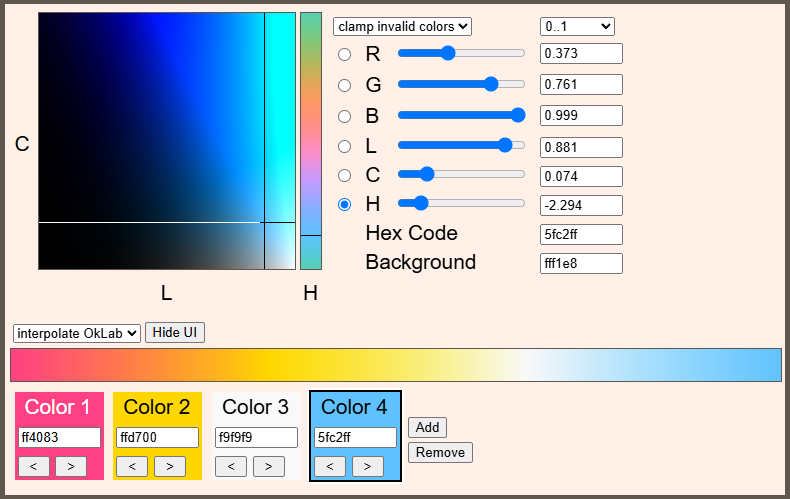 clamp invalid colors 0..1
R 0.373
G 0.761
B 0.999
L 0.881
C 0.074
H -2.294
Hex Code 5fc2ff
Background fff1e8
C
L H
interpolate OkLab Hide UI
Color 1 Color 2 Color 3 Color 4
ff4083 ffd700 f9f9f9 5fc2ff
< > < > < > < >
Add
Remove